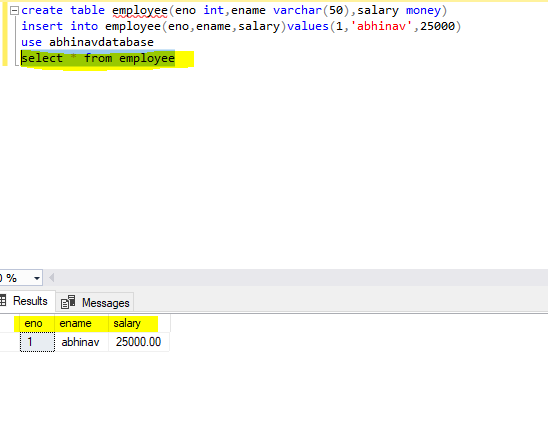 create table employee(eno int,ename varchar(50),salary money)
insert into employee(eno,ename,salary)values(1,'abhinav',25000)
use abhinavdatabase
select * from employee
0 %
Results Messages
eno ename salary
1 abhinav 25000.00